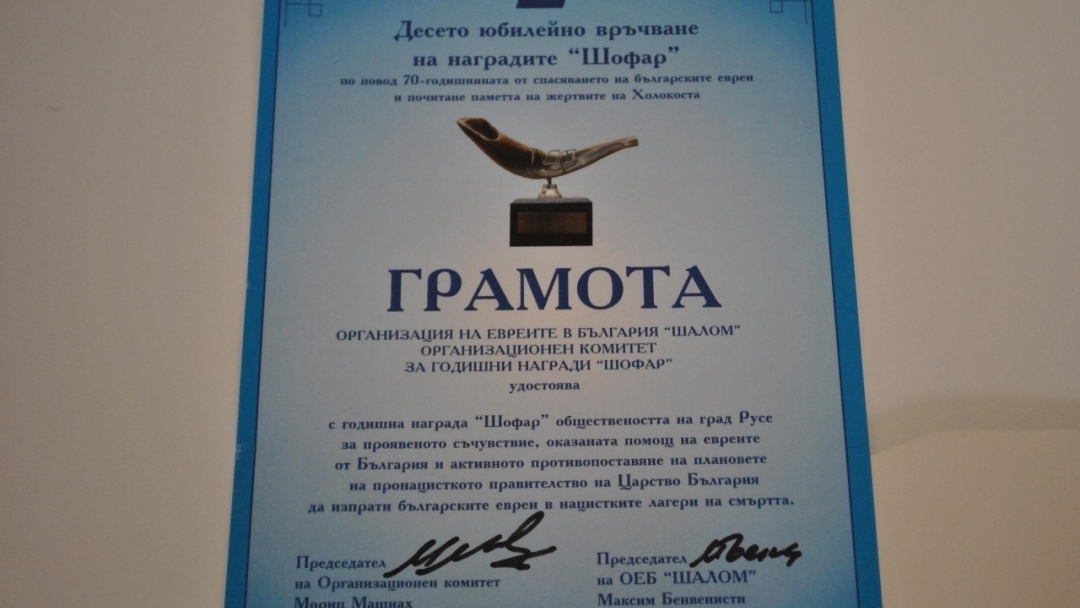 Десето юбилейно връчване
на наградите “Шофар”
по повод 70-годишнината от спасяването на българските евреи
и почитане паметта на жертвите на Холокоста
ГРАМОТА
ОРГАНИЗАЦИЯ НА ЕВРЕИТЕ В БЪЛГАРИЯ “ШАЛОМ”
ОРГАНИЗАЦИОНЕН КОМИТЕТ
ЗА ГОДИШНИ НАГРАДИ “ШОФАР”
удостоява
с годишна награда “Шофар” обществеността на град Русе
за проявеното съчувствие, оказаната помощ на евреите
от България и активното противопоставяне на плановете
на пронацисткото правителство на Царство България
да изпрати българските евреи в нацистките лагери на смъртта.
Председател
на Организационен комитет
Мориц Машиах
Председател
на ОЕБ “ШАЛОМ”
Максим Бенвенисти